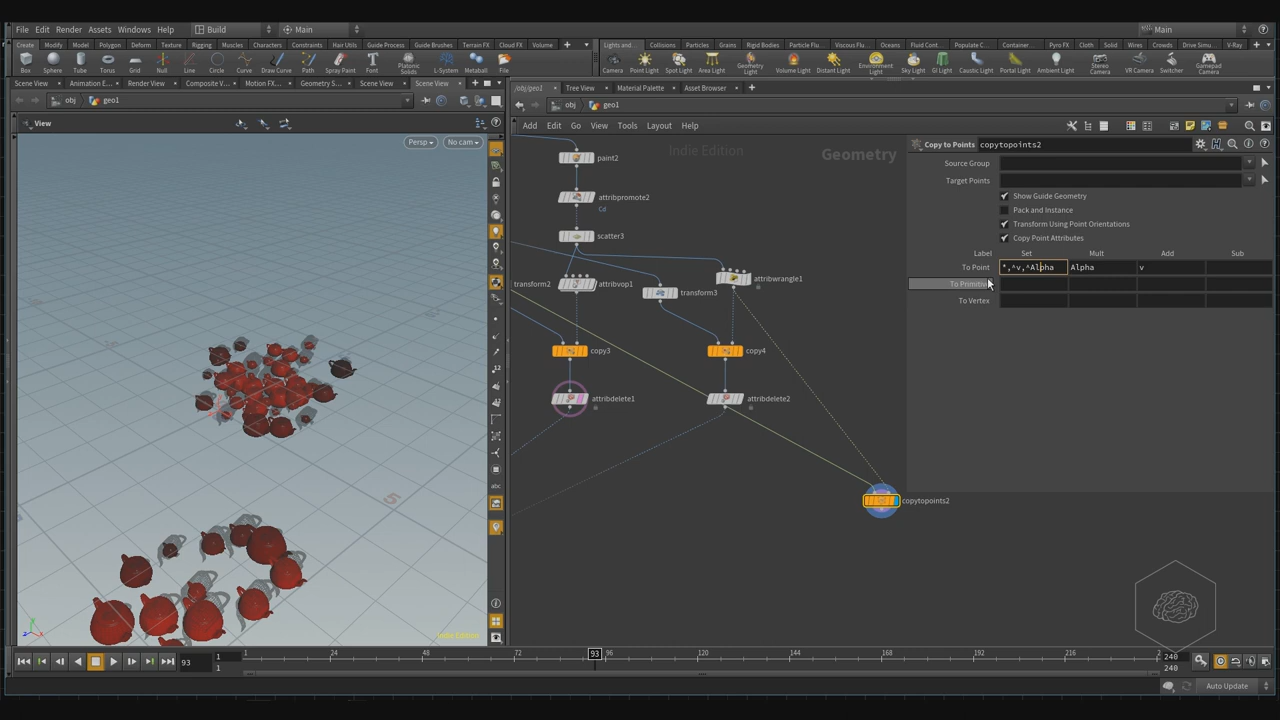 File Edit Render Assets Windows Help Build Main Main
Create Modify Model Polygon Deform Texture Rigging Muscles Characters Constraints Hair Utils Guide Process Guide Brushes Terrain FX Cloud FX Volume
Lights and... Collisions Particles Grains Rigid Bodies Particle Flu... Viscous Flu... Oceans Fluid Cont... Populate C... Container... Pyro FX Cloth Solid Wires Crowds Drive Simu... V-Ray
Box Sphere Tube Torus Grid Null Line Circle Curve Draw Curve Path Spray Paint Font Platonic Solids L-System Metaball File
Camera Point Light Spot Light Area Light Geometry Light Volume Light Distant Light Environment Light Sky Light GI Light Caustic Light Portal Light Ambient Light Stereo Camera VR Camera Switcher
Scene View Animation E... Render View Composite V... Motion FX... Geometry S... Scene View Scene View
/obj/geo1 Tree View Material Palette Asset Browser
obj geo1
obj geo1
View
Persp No cam
Add Edit Go View Tools Layout Help
Indie Edition
Geometry
paint2
attribpromote2
Cd
scatter3
transform2
attribvop1
transform3
attribwrangle1
copy3
copy4
attribdelete1
attribdelete2
copytopoints2
Copy to Points copytopoints2
Source Group
Target Points
Show Guide Geometry
Pack and Instance
Transform Using Point Orientations
Copy Point Attributes
Label Set Mult Add Sub
To Point *,^v,^Alpha Alpha v
To Primitiv
To Vertex
abc
Indie Edition
93
1
1
1 24 48 72 93 96 120 144 168 192 216 2
240
240
Auto Update